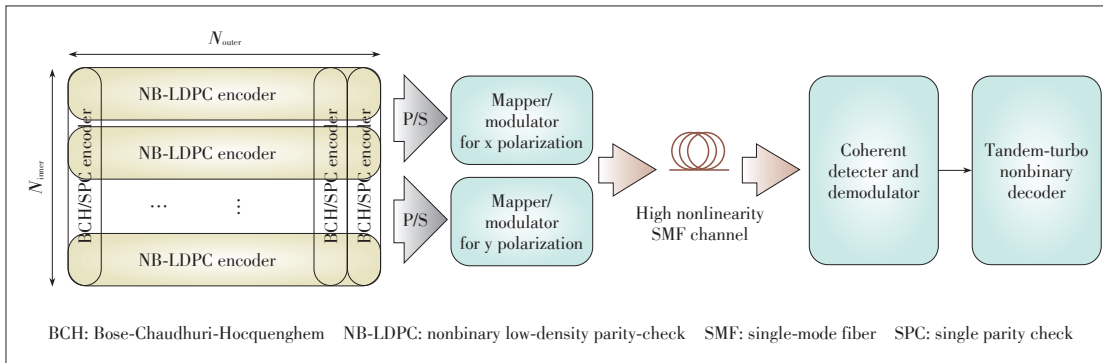 N outer
N inner
NB-LDPC encoder
NB-LDPC encoder
… ⋮
NB-LDPC encoder
BCH/SPC encoder
BCH/SPC encoder
BCH/SPC encoder
P/S
P/S
Mapper/
modulator
for x polarization
Mapper/
modulator
for y polarization
High nonlinearity
SMF channel
Coherent
detecter and
demodulator
Tandem-turbo
nonbinary
decoder
BCH: Bose-Chaudhuri-Hocquenghem NB-LDPC: nonbinary low-density parity-check SMF: single-mode fiber SPC: single parity check